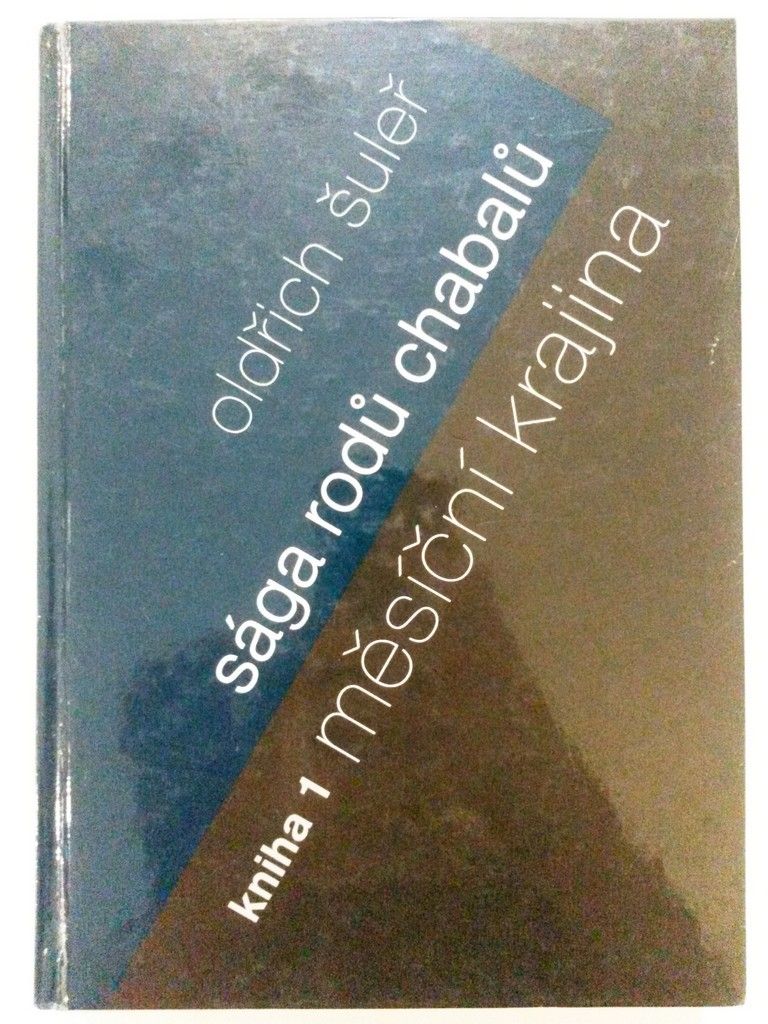 oldřich šuleř
sága rodů chabalů
kniha 1 měsíční krajina